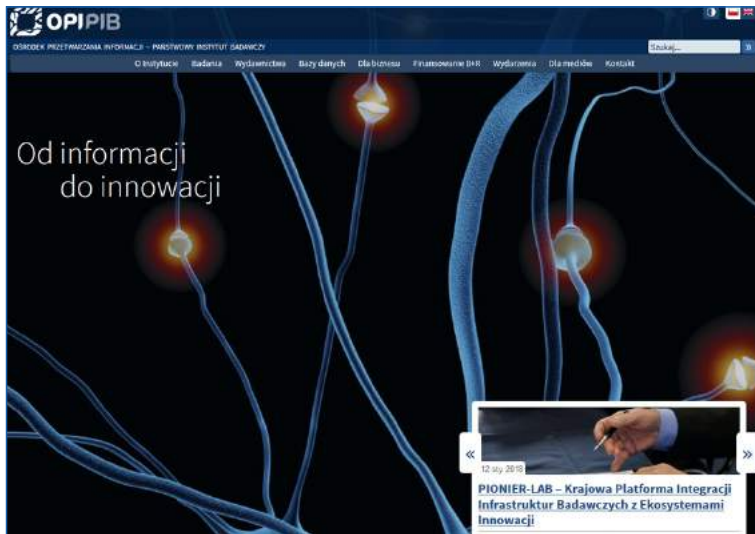 OPIPIB
OŚRODEK PRZETWARZANIA INFORMACJI – PAŃSTWOWY INSTYTUT BADAWCZY
Szukaj...
»
O Instytucie Badania Wydawnictwa Bazy danych Dla biznesu Finansowanie B+R Wydarzenia Dla mediów Kontakt
Od informacji
do innowacji
«
»
12 sty 2018
PIONIER-LAB – Krajowa Platforma Integracji
Infrastruktur Badawczych z Ekosystemami
Innowacji